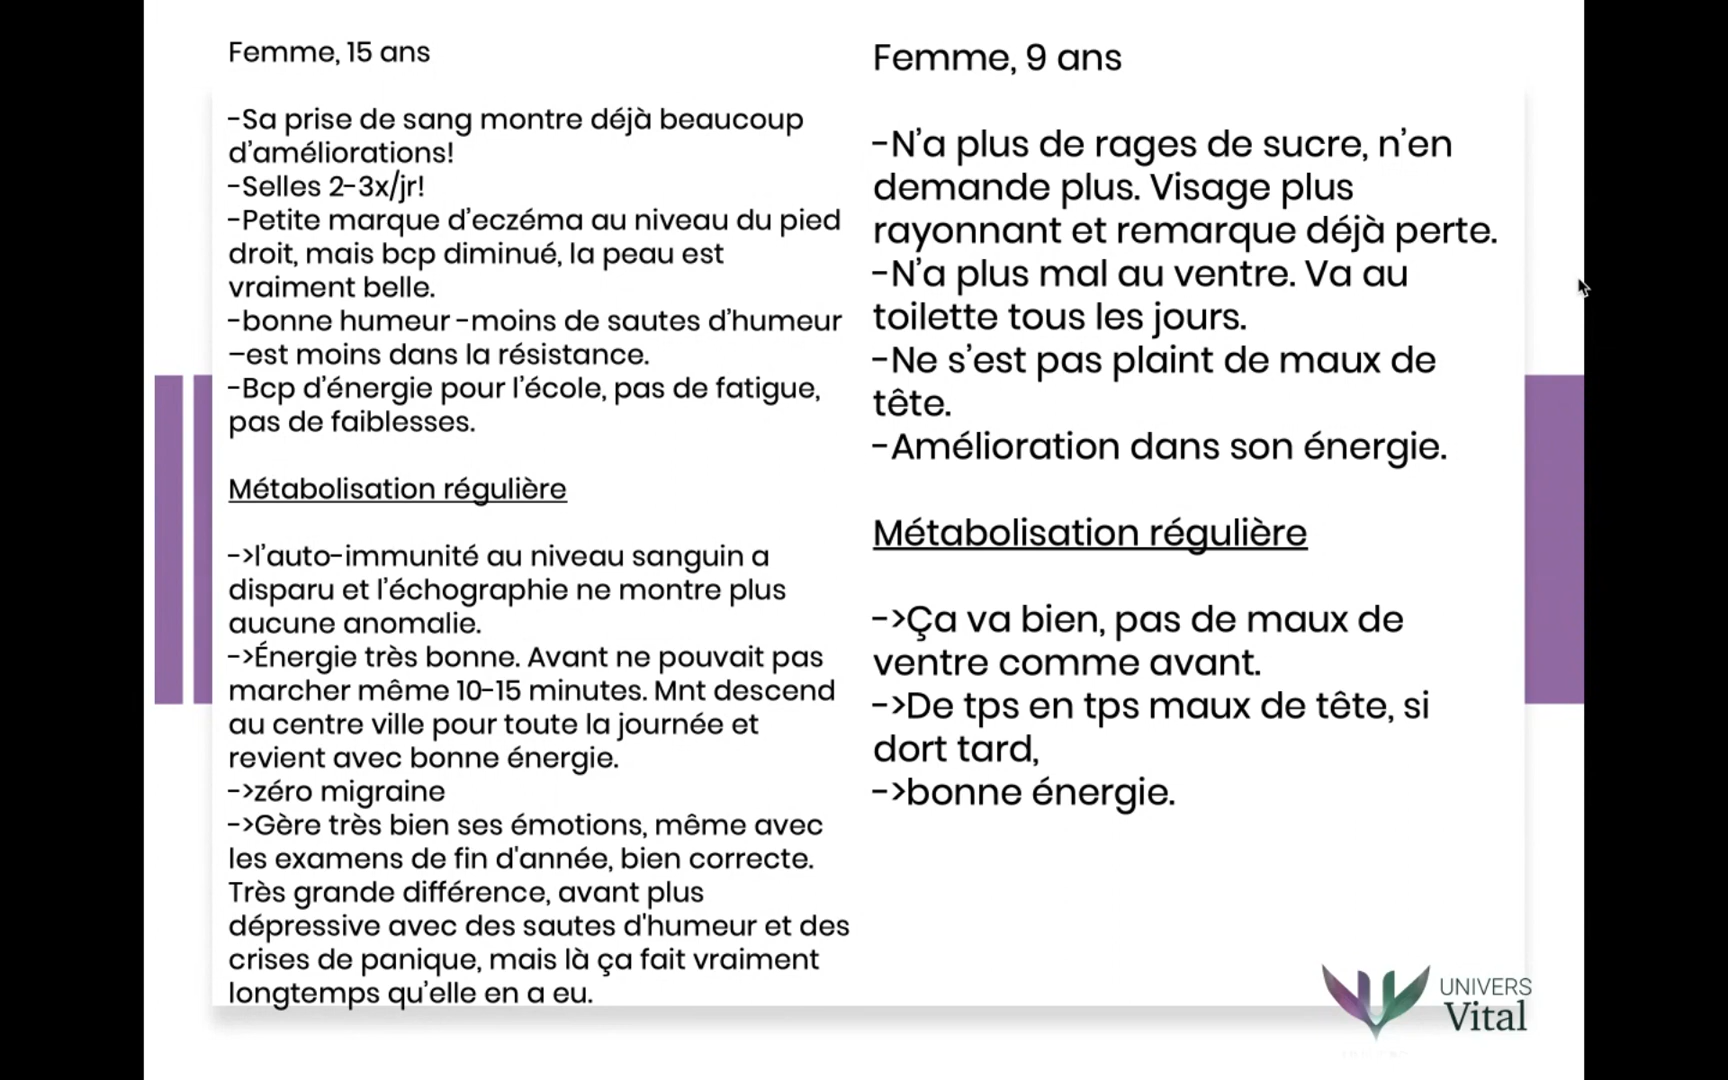 Femme, 15 ans
-Sa prise de sang montre déjà beaucoup
d'améliorations!
-Selles 2-3x/jr!
-Petite marque d'eczéma au niveau du pied
droit, mais bcp diminué, la peau est
vraiment belle.
-bonne humeur -moins de sautes d'humeur
–est moins dans la résistance.
-Bcp d'énergie pour l'école, pas de fatigue,
pas de faiblesses.
Métabolisation régulière
->l'auto-immunité au niveau sanguin a
disparu et l'échographie ne montre plus
aucune anomalie.
->Énergie très bonne. Avant ne pouvait pas
marcher même 10-15 minutes. Mnt descend
au centre ville pour toute la journée et
revient avec bonne énergie.
->zéro migraine
->Gère très bien ses émotions, même avec
les examens de fin d'année, bien correcte.
Très grande différence, avant plus
dépressive avec des sautes d'humeur et des
crises de panique, mais là ça fait vraiment
longtemps qu'elle en a eu.
Femme, 9 ans
-N'a plus de rages de sucre, n'en
demande plus. Visage plus
rayonnant et remarque déjà perte.
-N'a plus mal au ventre. Va au
toilette tous les jours.
-Ne s'est pas plaint de maux de
tête.
-Amélioration dans son énergie.
Métabolisation régulière
->Ça va bien, pas de maux de
ventre comme avant.
->De tps en tps maux de tête, si
dort tard,
->bonne énergie.
UNIVERS
Vital